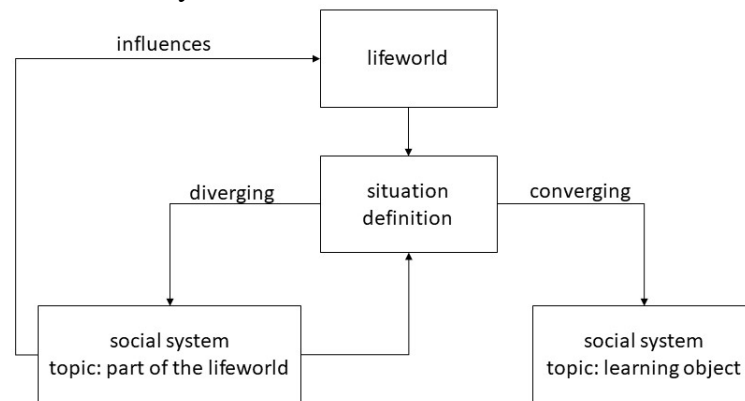 influences
lifeworld
situation
definition
diverging
converging
social system
topic: part of the lifeworld
social system
topic: learning object